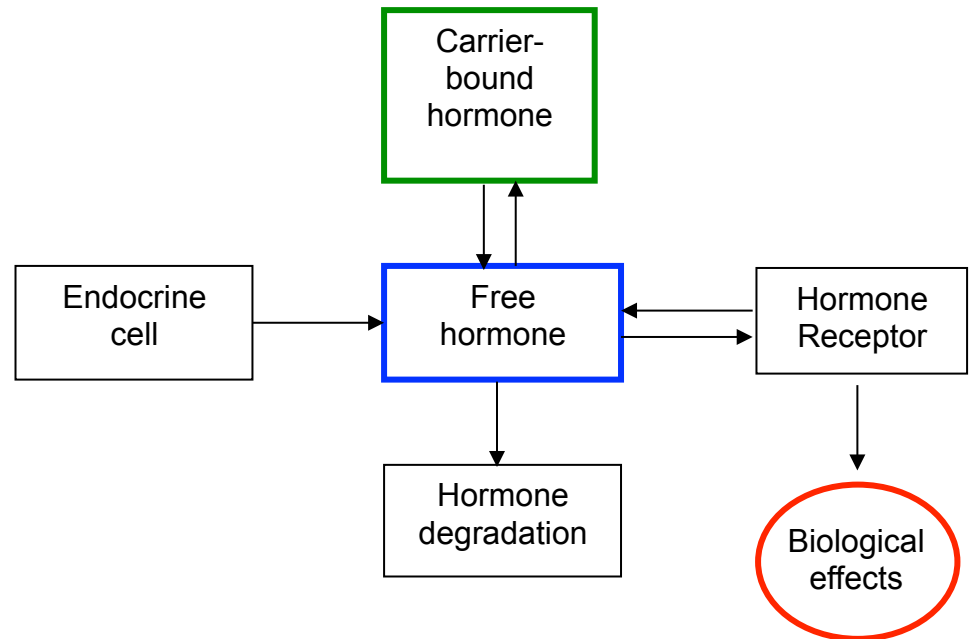 Carrier-
bound
hormone
Endocrine
cell
Free
hormone
Hormone
Receptor
Hormone
degradation
Biological
effects